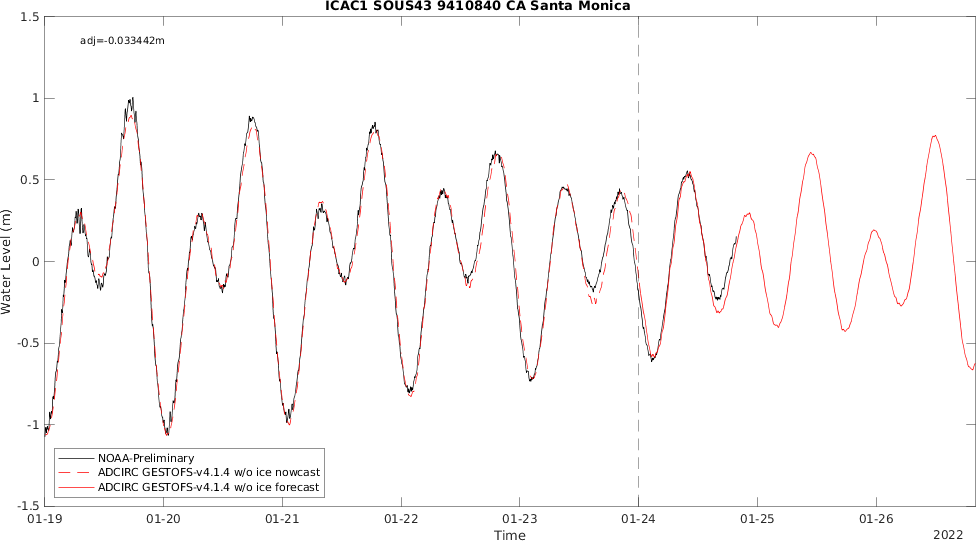 ICAC1 SOUS43 9410840 CA Santa Monica
1.5
adj=-0.033442m
1
0.5
0
-0.5
-1
-1.5
Water Level (m)
NOAA-Preliminary
ADCIRC GESTOFS-v4.1.4 w/o ice nowcast
ADCIRC GESTOFS-v4.1.4 w/o ice forecast
01-19 01-20 01-21 01-22 01-23 01-24 01-25 01-26
Time
2022